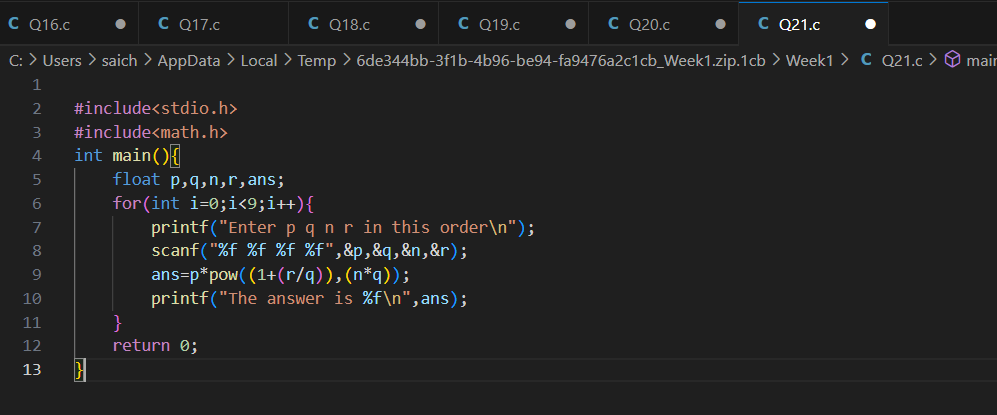 C Q16.c C Q17.c C Q18.c C Q19.c C Q20.c C Q21.c
C: > Users > saich > AppData > Local > Temp > 6de344bb-3f1b-4b96-be94-fa9476a2c1cb_Week1.zip.1cb > Week1 > C Q21.c > main
1
2 #include<stdio.h>
3 #include<math.h>
4 int main(){
5     float p,q,n,r,ans;
6     for(int i=0;i<9;i++){
7         printf("Enter p q n r in this order\n");
8         scanf("%f %f %f %f",&p,&q,&n,&r);
9         ans=p*pow((1+(r/q)),(n*q));
10         printf("The answer is %f\n",ans);
11     }
12     return 0;
13 }